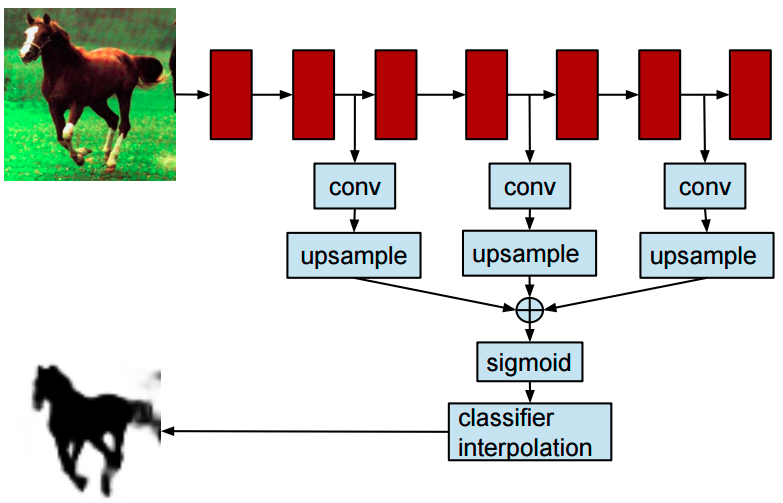 conv
conv
conv
upsample
upsample
upsample
sigmoid
classifier
interpolation